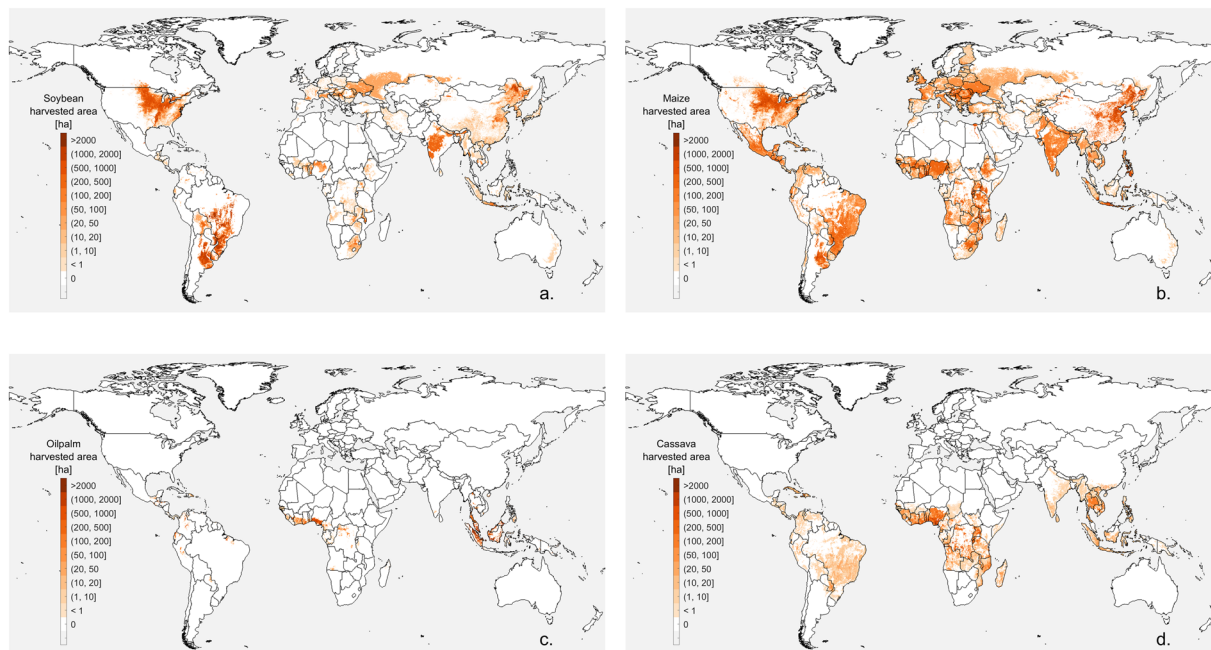 Soybean
harvested area
[ha]
>2000
(1000, 2000]
(500, 1000]
(200, 500]
(100, 200]
(50, 100]
(20, 50
(10, 20]
(1, 10]
< 1
0
a.
Maize
harvested area
[ha]
>2000
(1000, 2000]
(500, 1000]
(200, 500]
(100, 200]
(50, 100]
(20, 50
(10, 20]
(1, 10]
< 1
0
b.
Oilpalm
harvested area
[ha]
>2000
(1000, 2000]
(500, 1000]
(200, 500]
(100, 200]
(50, 100]
(20, 50
(10, 20]
(1, 10]
< 1
0
c.
Cassava
harvested area
[ha]
>2000
(1000, 2000]
(500, 1000]
(200, 500]
(100, 200]
(50, 100]
(20, 50
(10, 20]
(1, 10]
< 1
0
d.